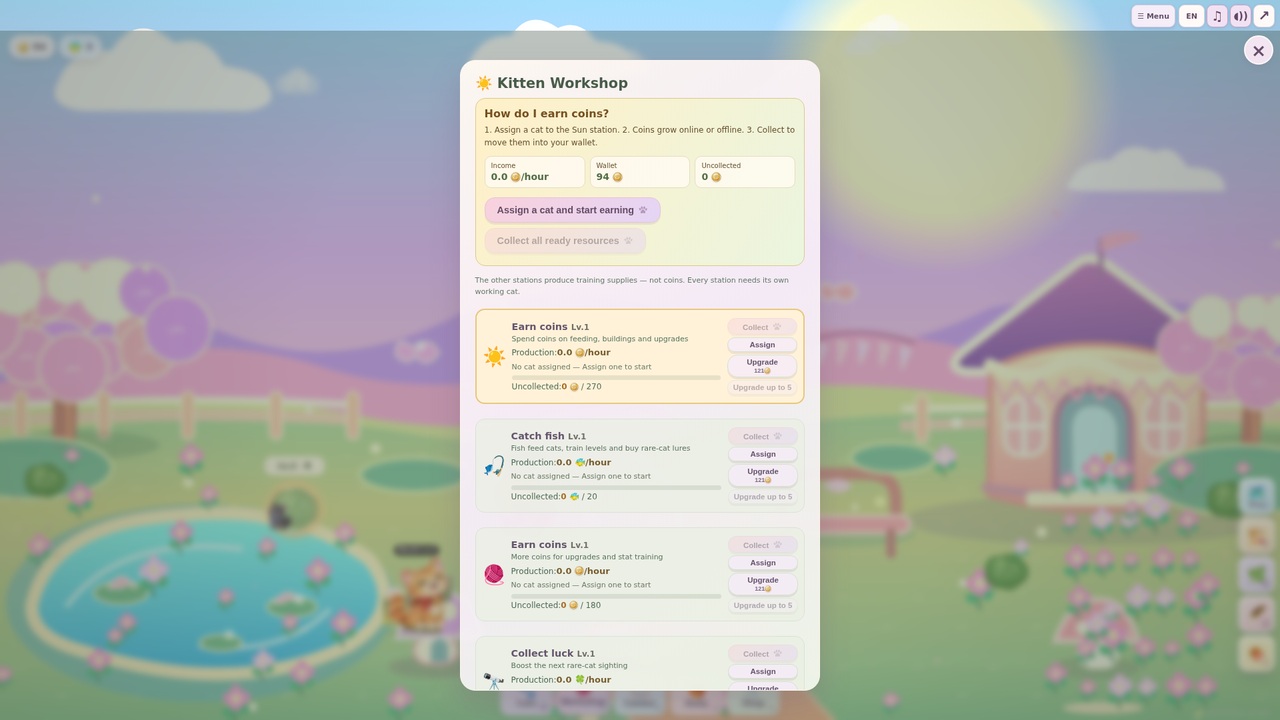 ☰ Menu
EN
☀️ Kitten Workshop
How do I earn coins?
1. Assign a cat to the Sun station. 2. Coins grow online or offline. 3. Collect to
move them into your wallet.
Income
0.0 /hour
Wallet
94
Uncollected
0
Assign a cat and start earning
Collect all ready resources
The other stations produce training supplies — not coins. Every station needs its own
working cat.
Earn coins Lv.1
Spend coins on feeding, buildings and upgrades
Production:0.0 /hour
No cat assigned — Assign one to start
Uncollected:0 / 270
Collect
Assign
Upgrade
121
Upgrade up to 5
Catch fish Lv.1
Fish feed cats, train levels and buy rare-cat lures
Production:0.0 /hour
No cat assigned — Assign one to start
Uncollected:0 / 20
Collect
Assign
Upgrade
121
Upgrade up to 5
Earn coins Lv.1
More coins for upgrades and stat training
Production:0.0 /hour
No cat assigned — Assign one to start
Uncollected:0 / 180
Collect
Assign
Upgrade
121
Upgrade up to 5
Collect luck Lv.1
Boost the next rare-cat sighting
Production:0.0 /hour
Collect
Assign
Upgrade